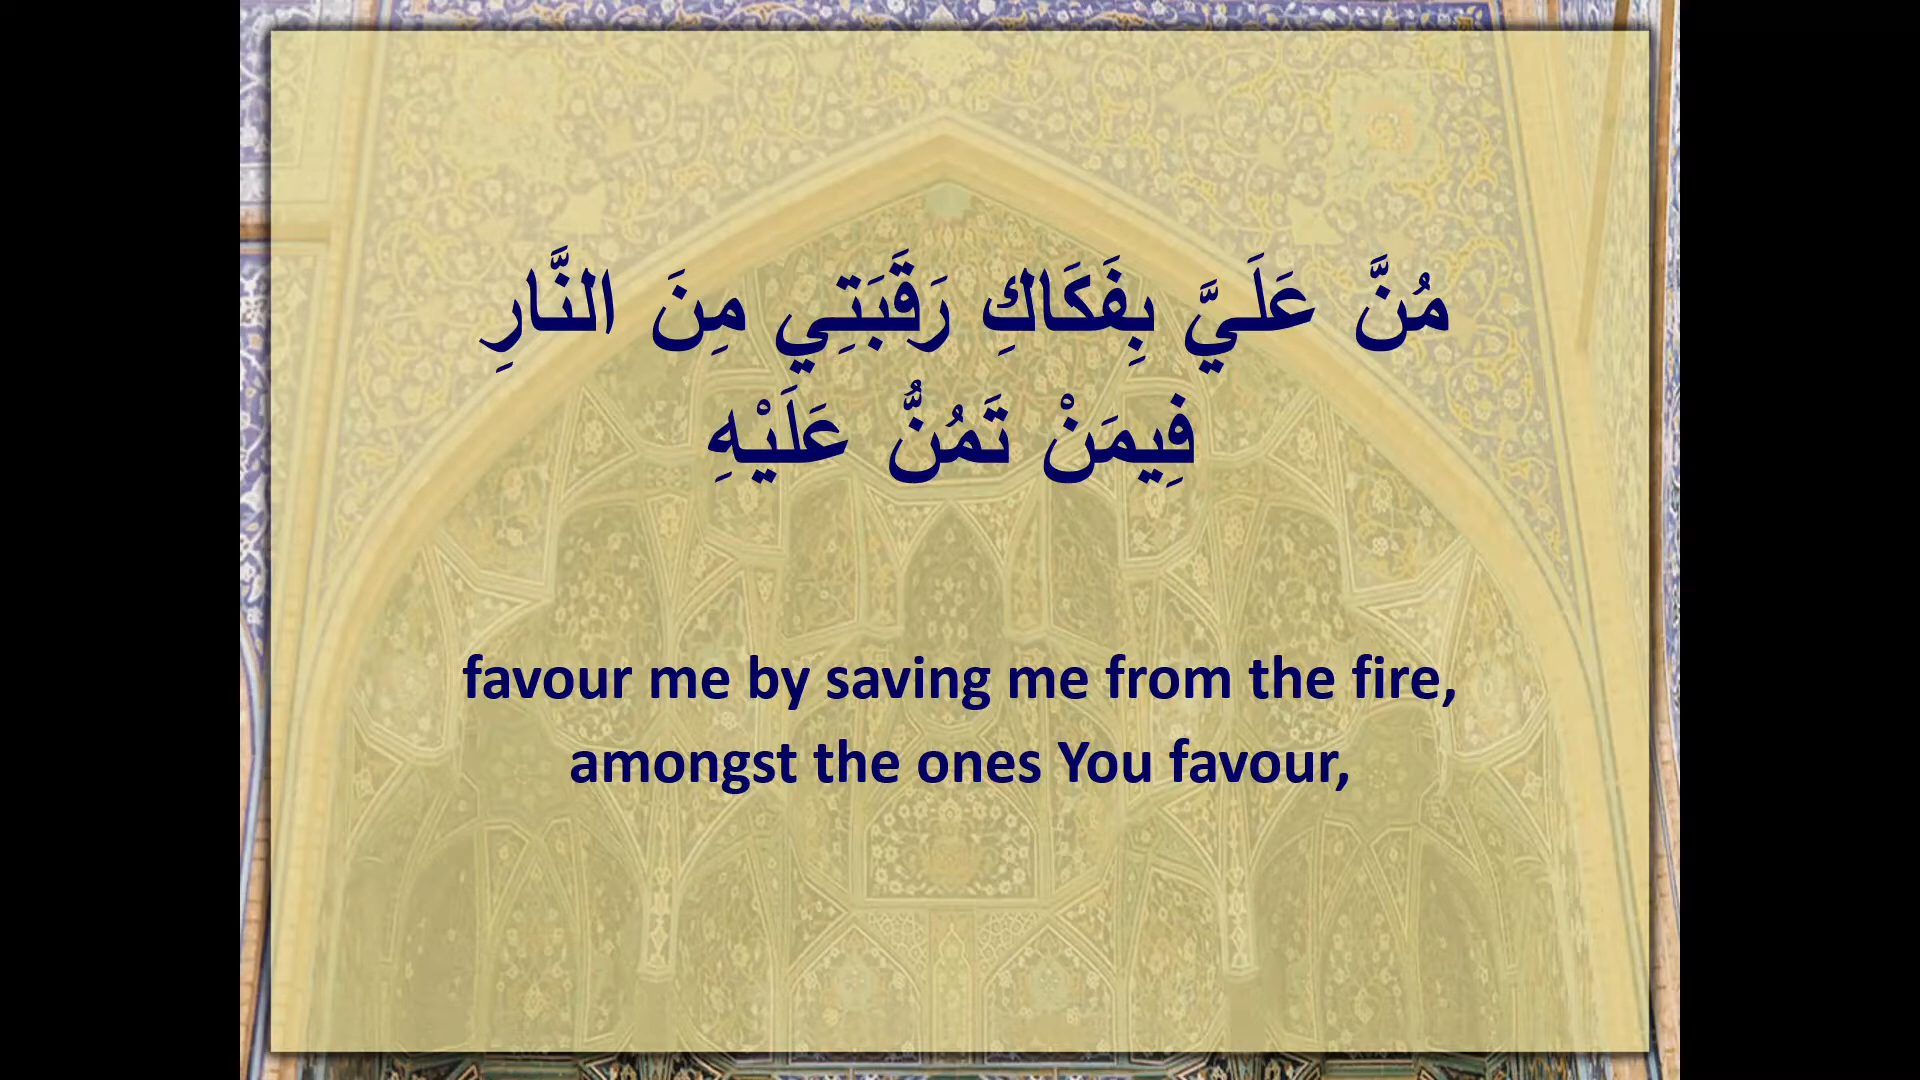 مُنَّ عَلَيَّ بِفَكَاكِ رَقَبَتِي مِنَ النَّارِ
فِيمَنْ تَمُنُّ عَلَيْهِ
favour me by saving me from the fire,
amongst the ones You favour,